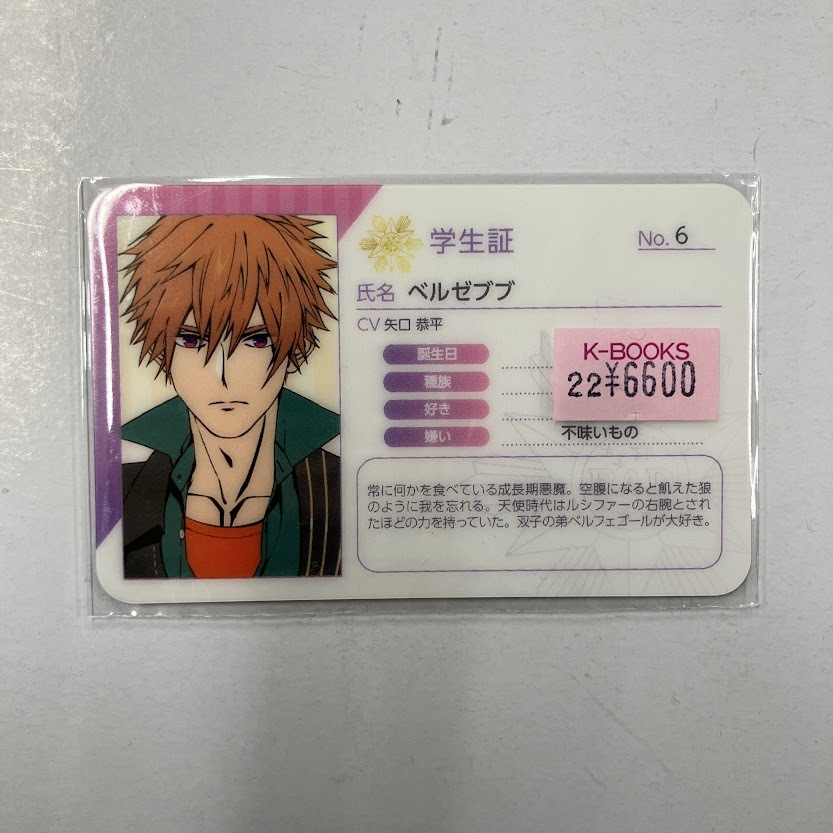 学生証
No. 6
氏名 ベルゼブブ
CV 矢口 恭平
誕生日
種族
好き
嫌い 不味いもの
K-BOOKS
22¥6600
常に何かを食べている成長期悪魔。空腹になると飢えた狼
のように我を忘れる。天使時代はルシファーの右腕とされ
たほどの力を持っていた。双子の弟ベルフェゴールが大好き。